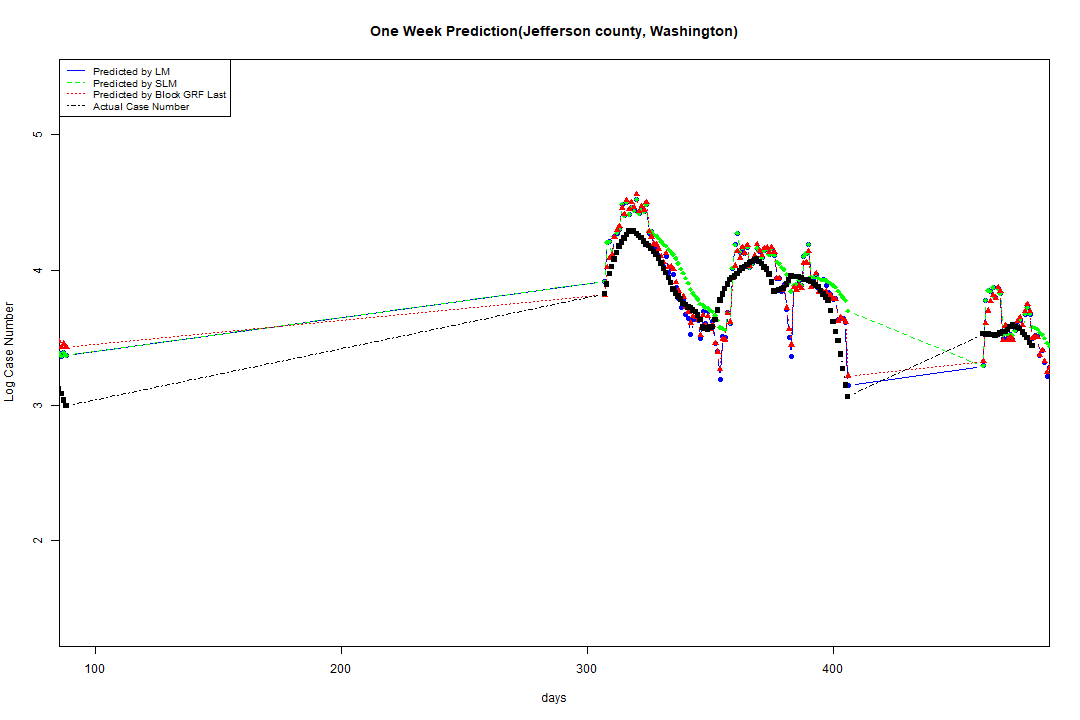 One Week Prediction(Jefferson county, Washington)
Predicted by LM
Predicted by SLM
Predicted by Block GRF Last
Actual Case Number
5
4
3
2
Log Case Number
100 200 300 400
days